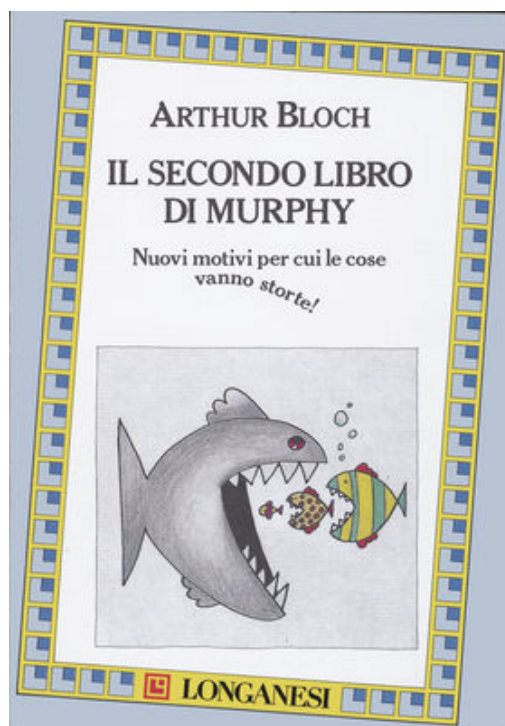 ARTHUR BLOCH
IL SECONDO LIBRO
DI MURPHY
Nuovi motivi per cui le cose
vanno storte!
LONGANESI